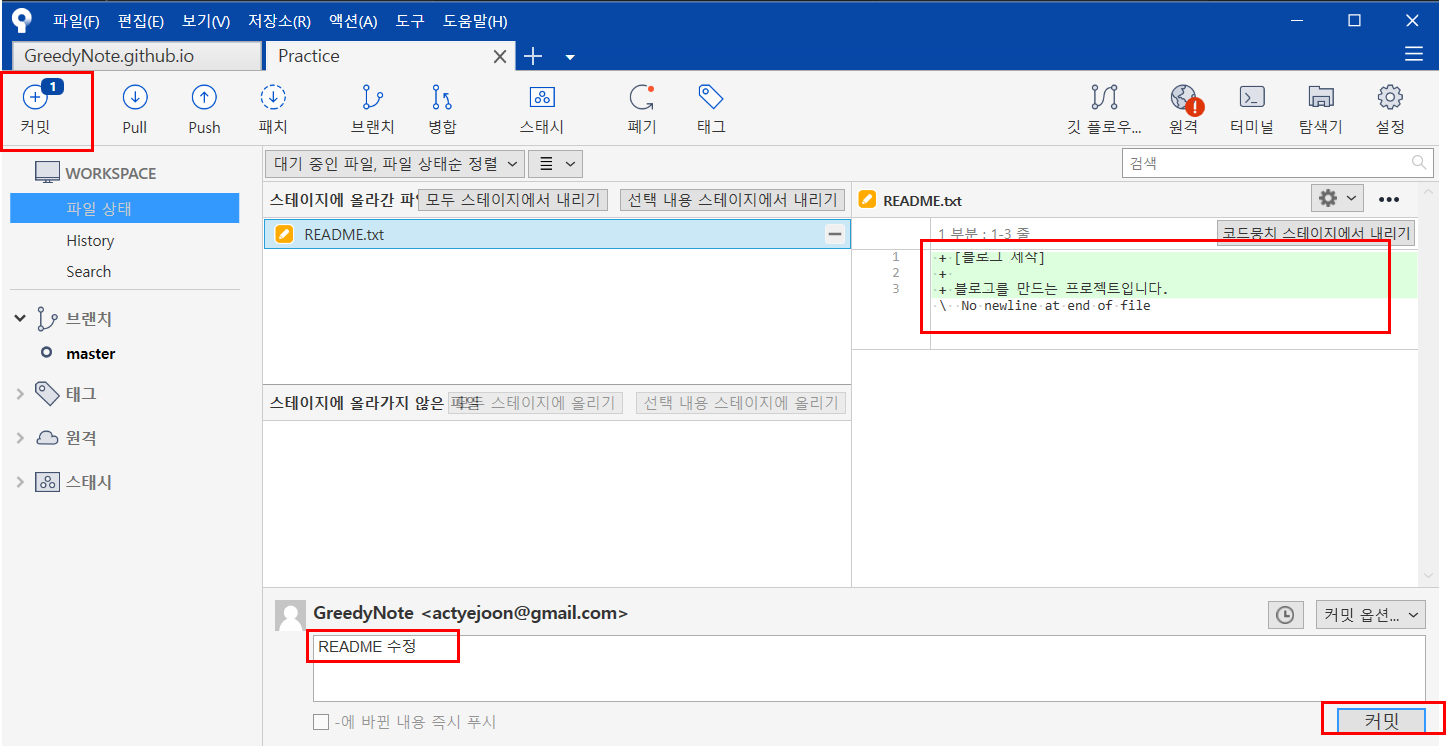 파일(F) 편집(E) 보기(V) 저장소(R) 액션(A) 도구 도움말(H)
GreedyNote.github.io Practice
1
커밋 Pull Push 패치 브랜치 병합 스태시 폐기 태그 깃 플로우... 원격 터미널 탐색기 설정
WORKSPACE
파일 상태
History
Search
브랜치
master
태그
원격
스태시
대기 중인 파일, 파일 상태순 정렬
검색
스테이지에 올라간 모두 스테이지에서 내리기 선택 내용 스테이지에서 내리기
README.txt
스테이지에 올라가지 않은 스테이지에 올리기 선택 내용 스테이지에 올리기
README.txt
1 부분 : 1-3 줄 코드뭉치 스테이지에서 내리기
1 + [블로그 제작]
2 +
3 + 블로그를 만드는 프로젝트입니다.
\ No newline at end of file
GreedyNote <actyejoon@gmail.com>
커밋 옵션...
README 수정
-에 바뀐 내용 즉시 푸시
커밋